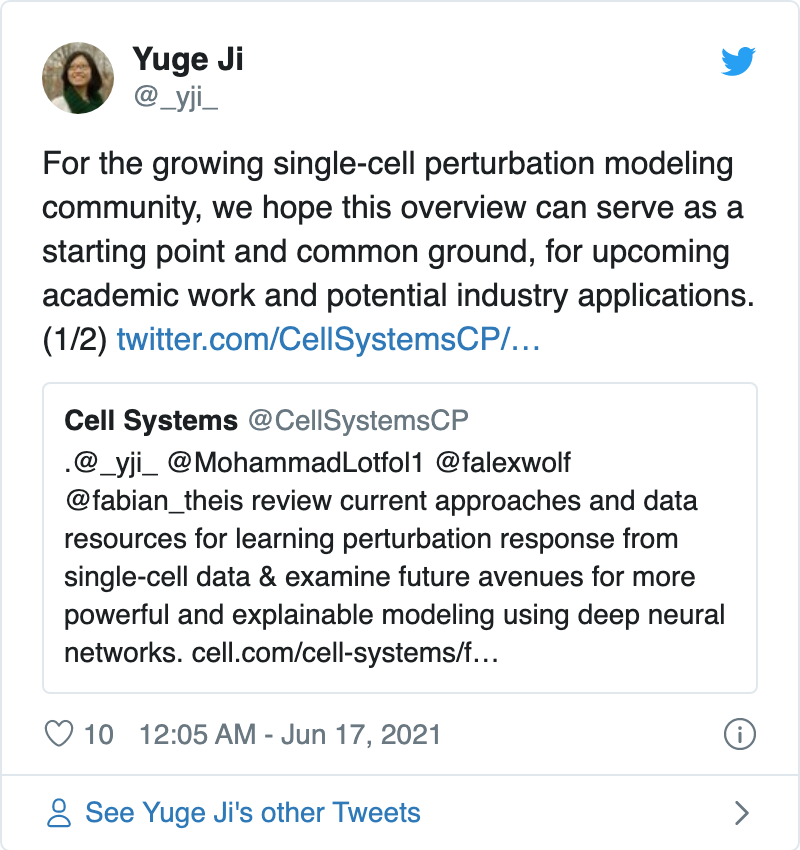 Yuge Ji
@_yji_
For the growing single-cell perturbation modeling
community, we hope this overview can serve as a
starting point and common ground, for upcoming
academic work and potential industry applications.
(1/2) twitter.com/CellSystemsCP/…
Cell Systems @CellSystemsCP
.@_yji_ @MohammadLotfol1 @falexwolf
@fabian_theis review current approaches and data
resources for learning perturbation response from
single-cell data & examine future avenues for more
powerful and explainable modeling using deep neural
networks. cell.com/cell-systems/f…
10 12:05 AM - Jun 17, 2021
See Yuge Ji's other Tweets